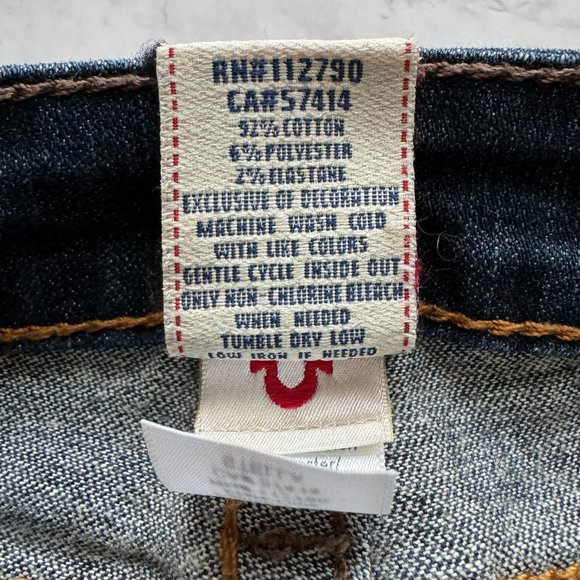 RN#112790
CA#57414
92% COTTON
6% POLYESTER
2% ELASTANE
EXCLUSIVE OF DECORATION
MACHINE WASH COLD
WITH LIKE COLORS
GENTLE CYCLE INSIDE OUT
ONLY NON CHLORINE BLEACH
WHEN NEEDED
TUMBLE DRY LOW
LOW IRON IF NEEDED